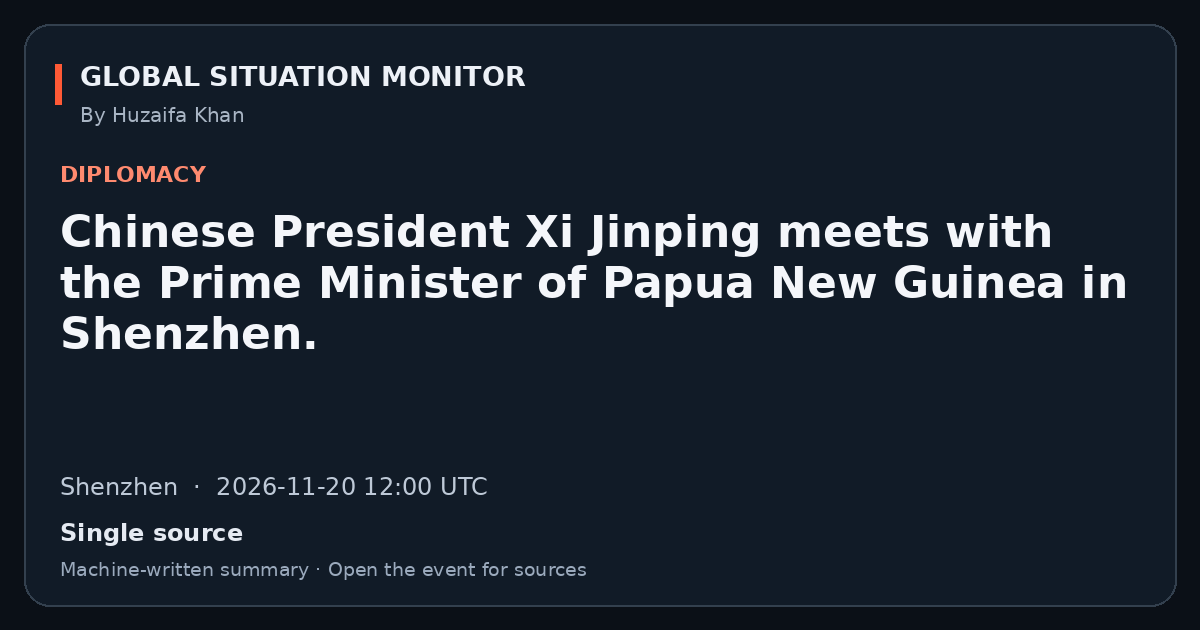 GLOBAL SITUATION MONITOR
By Huzaifa Khan
DIPLOMACY
Chinese President Xi Jinping meets with
the Prime Minister of Papua New Guinea in
Shenzhen.
Shenzhen · 2026-11-20 12:00 UTC
Single source
Machine-written summary · Open the event for sources